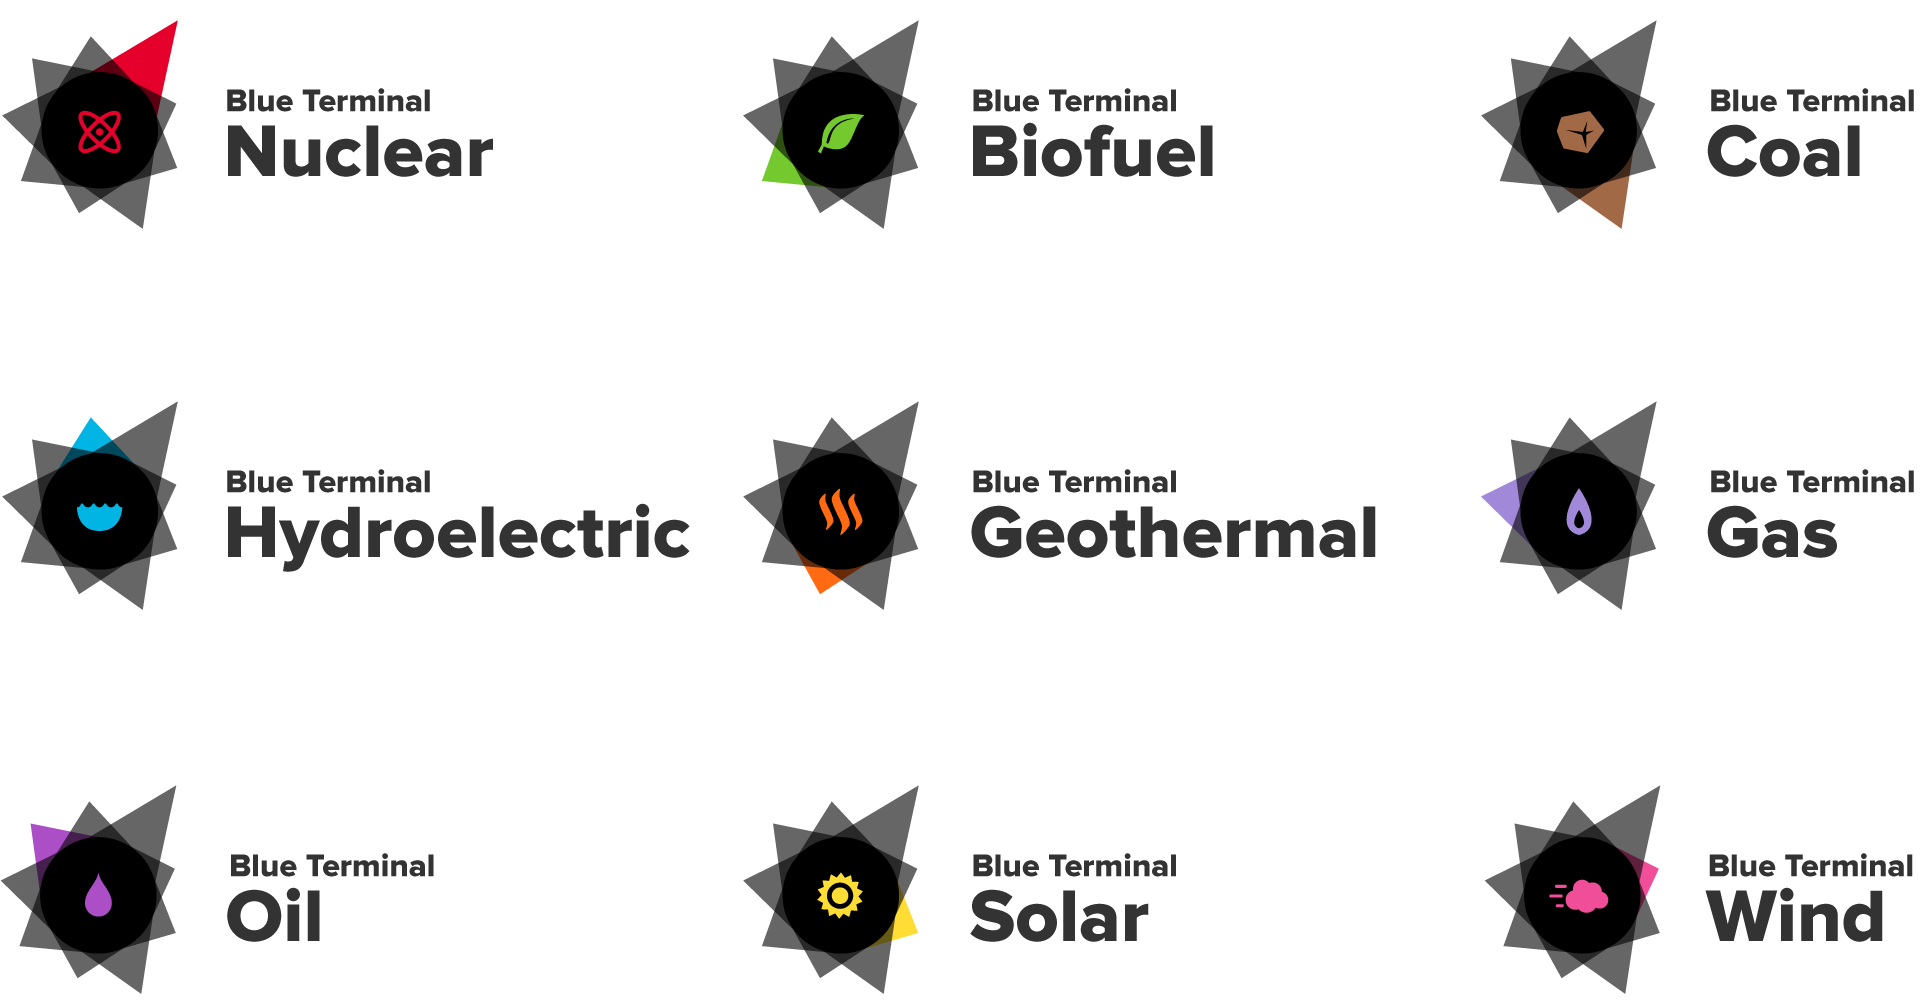 Blue Terminal
Nuclear
Blue Terminal
Biofuel
Blue Terminal
Coal
Blue Terminal
Hydroelectric
Blue Terminal
Geothermal
Blue Terminal
Gas
Blue Terminal
Oil
Blue Terminal
Solar
Blue Terminal
Wind